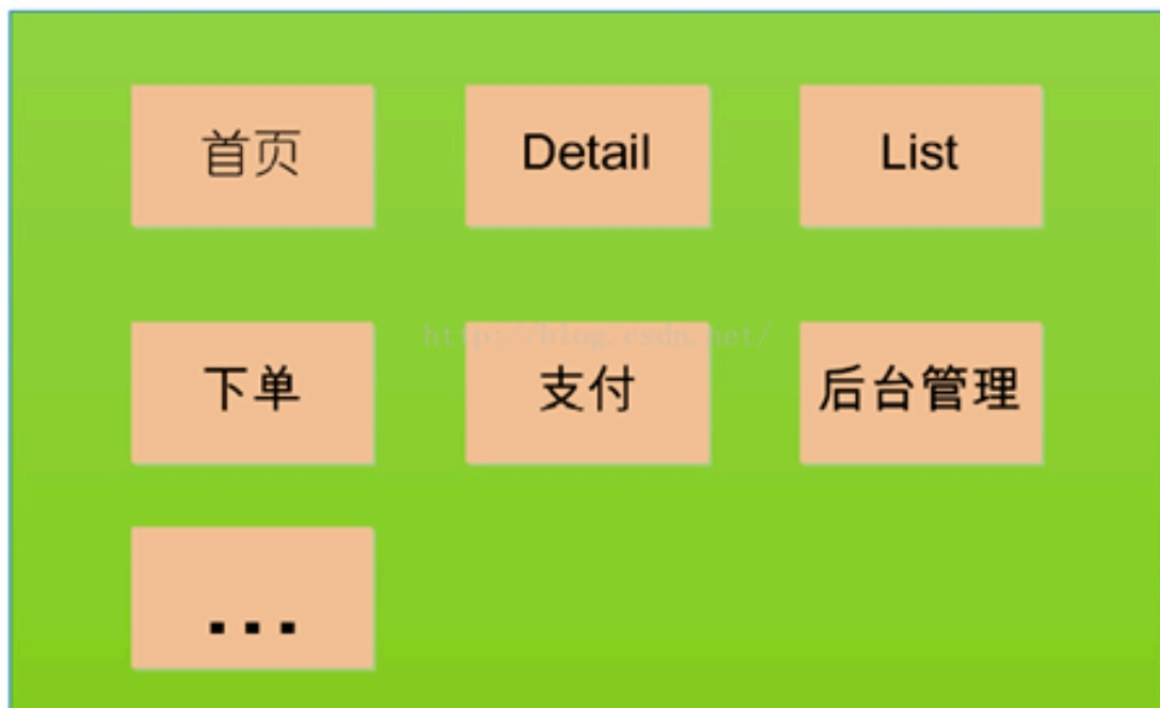 首页
Detail
List
http://blog.csdn.net/
下单
支付
后台管理
...